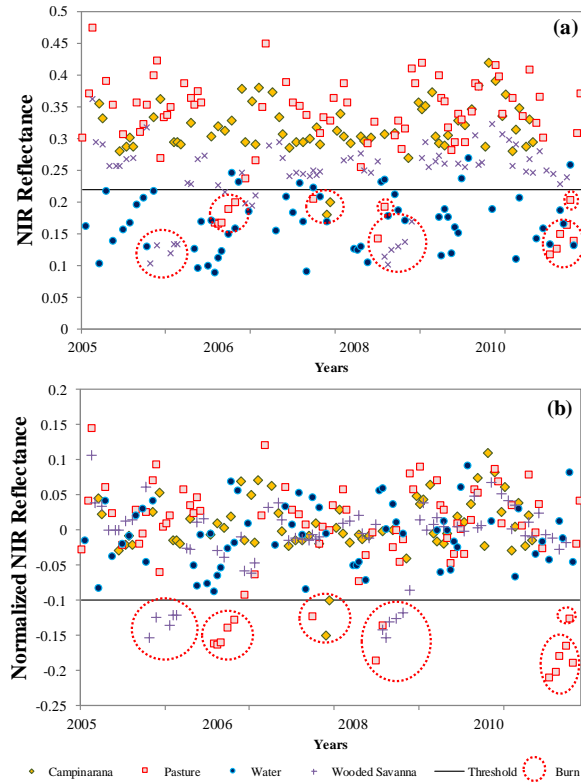 (a)
NIR Reflectance
0.5
0.45
0.4
0.35
0.3
0.25
0.2
0.15
0.1
0.05
0
2005 2006 2008 2010
Years
(b)
Normalized NIR Reflectance
0.2
0.15
0.1
0.05
0
-0.05
-0.1
-0.15
-0.2
-0.25
2005 2006 2008 2010
Years
Campinarana Pasture Water Wooded Savanna Threshold Burn